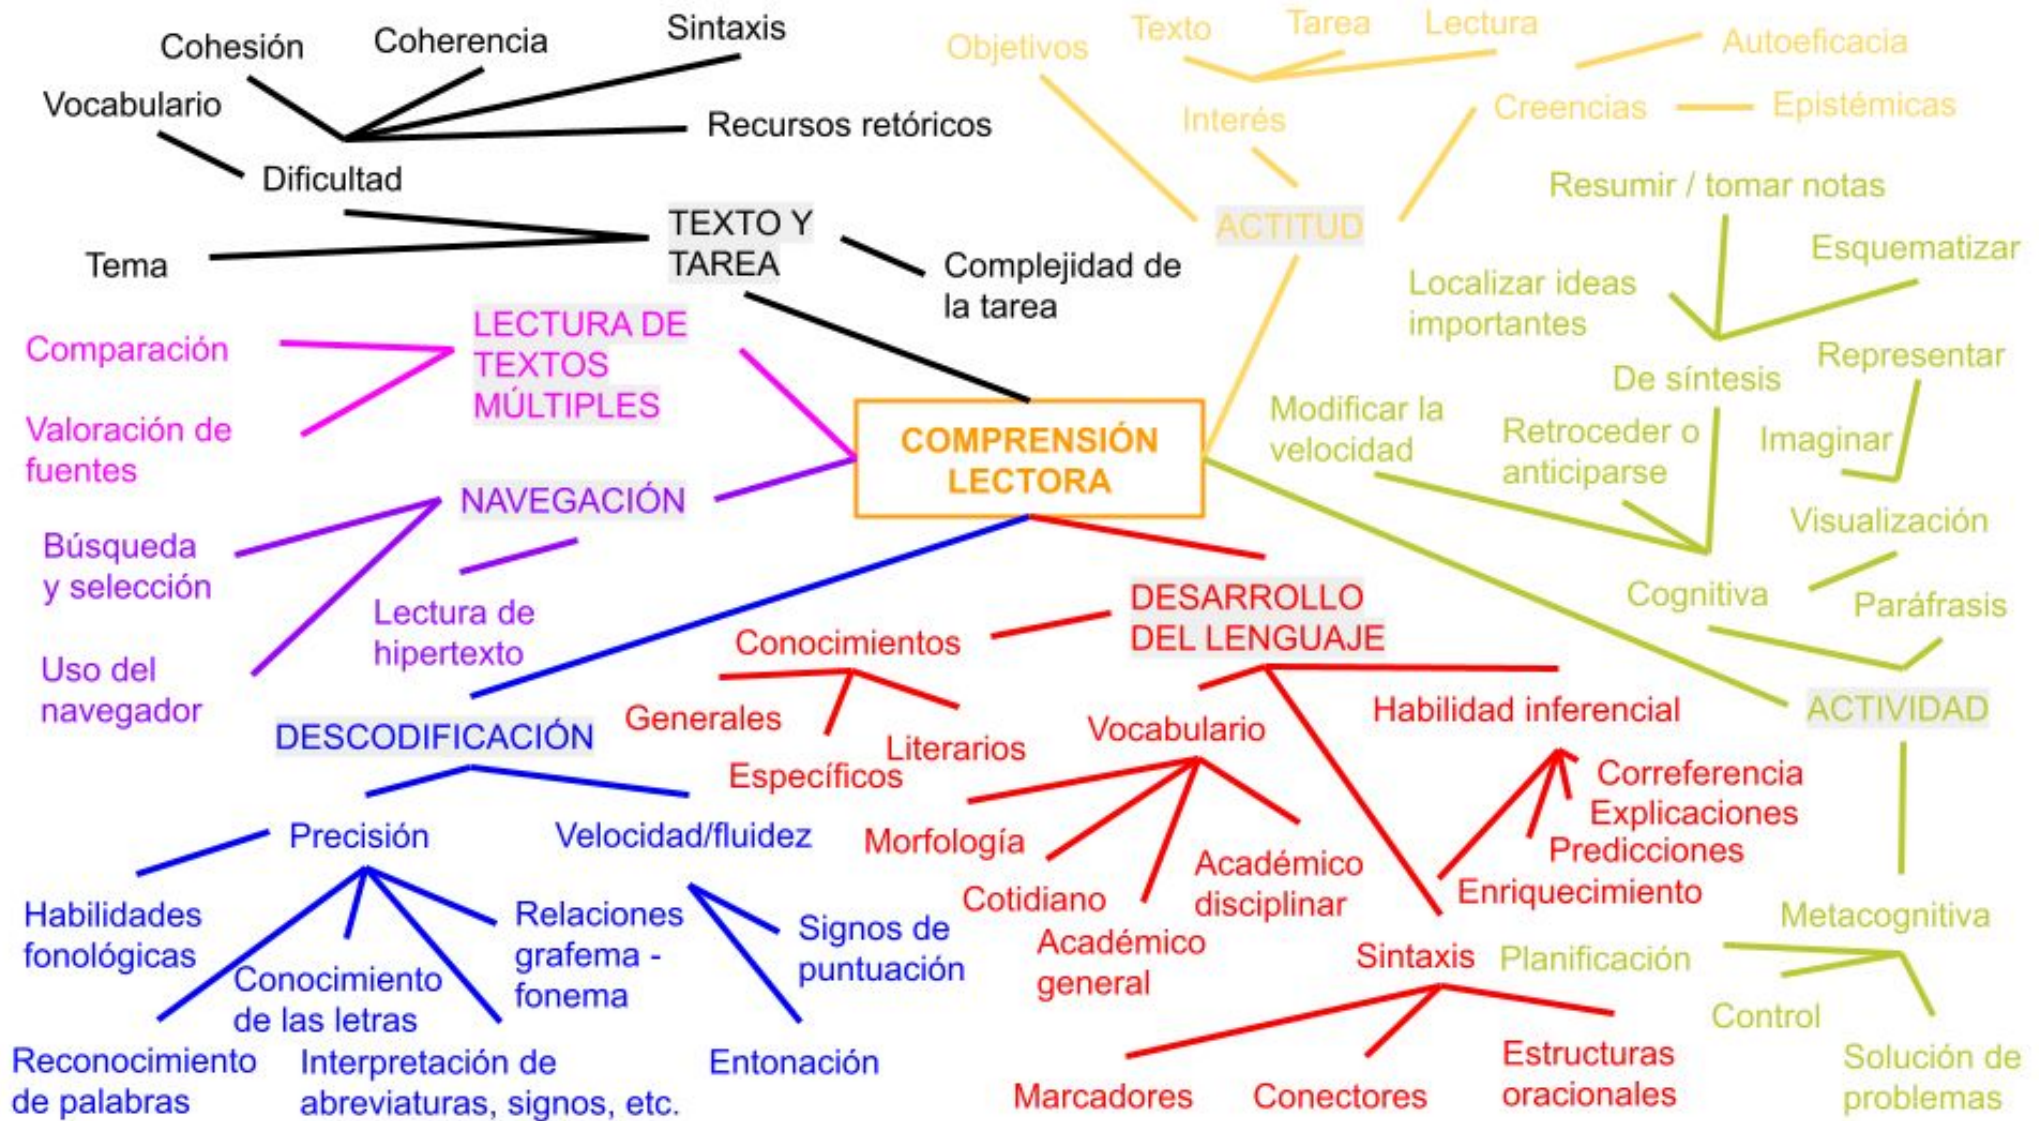 Cohesión
Coherencia
Sintaxis
Vocabulario
Recursos retóricos
Dificultad
TEXTO Y
TAREA
Tema
Complejidad de
la tarea
Objetivos
Texto
Tarea
Lectura
Autoeficacia
Interés
Creencias
Epistémicas
ACTITUD
Resumir / tomar notas
Esquematizar
Localizar ideas
importantes
De síntesis
Representar
Modificar la
velocidad
Retroceder o
anticiparse
Imaginar
Visualización
Cognitiva
Paráfrasis
ACTIVIDAD
Metacognitiva
Planificación
Control
Solución de
problemas
LECTURA DE
TEXTOS
MÚLTIPLES
Comparación
Valoración de
fuentes
COMPRENSIÓN
LECTORA
NAVEGACIÓN
Búsqueda
y selección
Lectura de
hipertexto
Uso del
navegador
DESARROLLO
DEL LENGUAJE
Conocimientos
Generales
Específicos
Literarios
Vocabulario
Morfología
Cotidiano
Académico
general
Académico
disciplinar
Habilidad inferencial
Correferencia
Explicaciones
Predicciones
Enriquecimiento
Sintaxis
Marcadores
Conectores
Estructuras
oracionales
DESCODIFICACIÓN
Precisión
Velocidad/fluidez
Habilidades
fonológicas
Conocimiento
de las letras
Relaciones
grafema -
fonema
Signos de
puntuación
Reconocimiento
de palabras
Interpretación de
abreviaturas, signos, etc.
Entonación